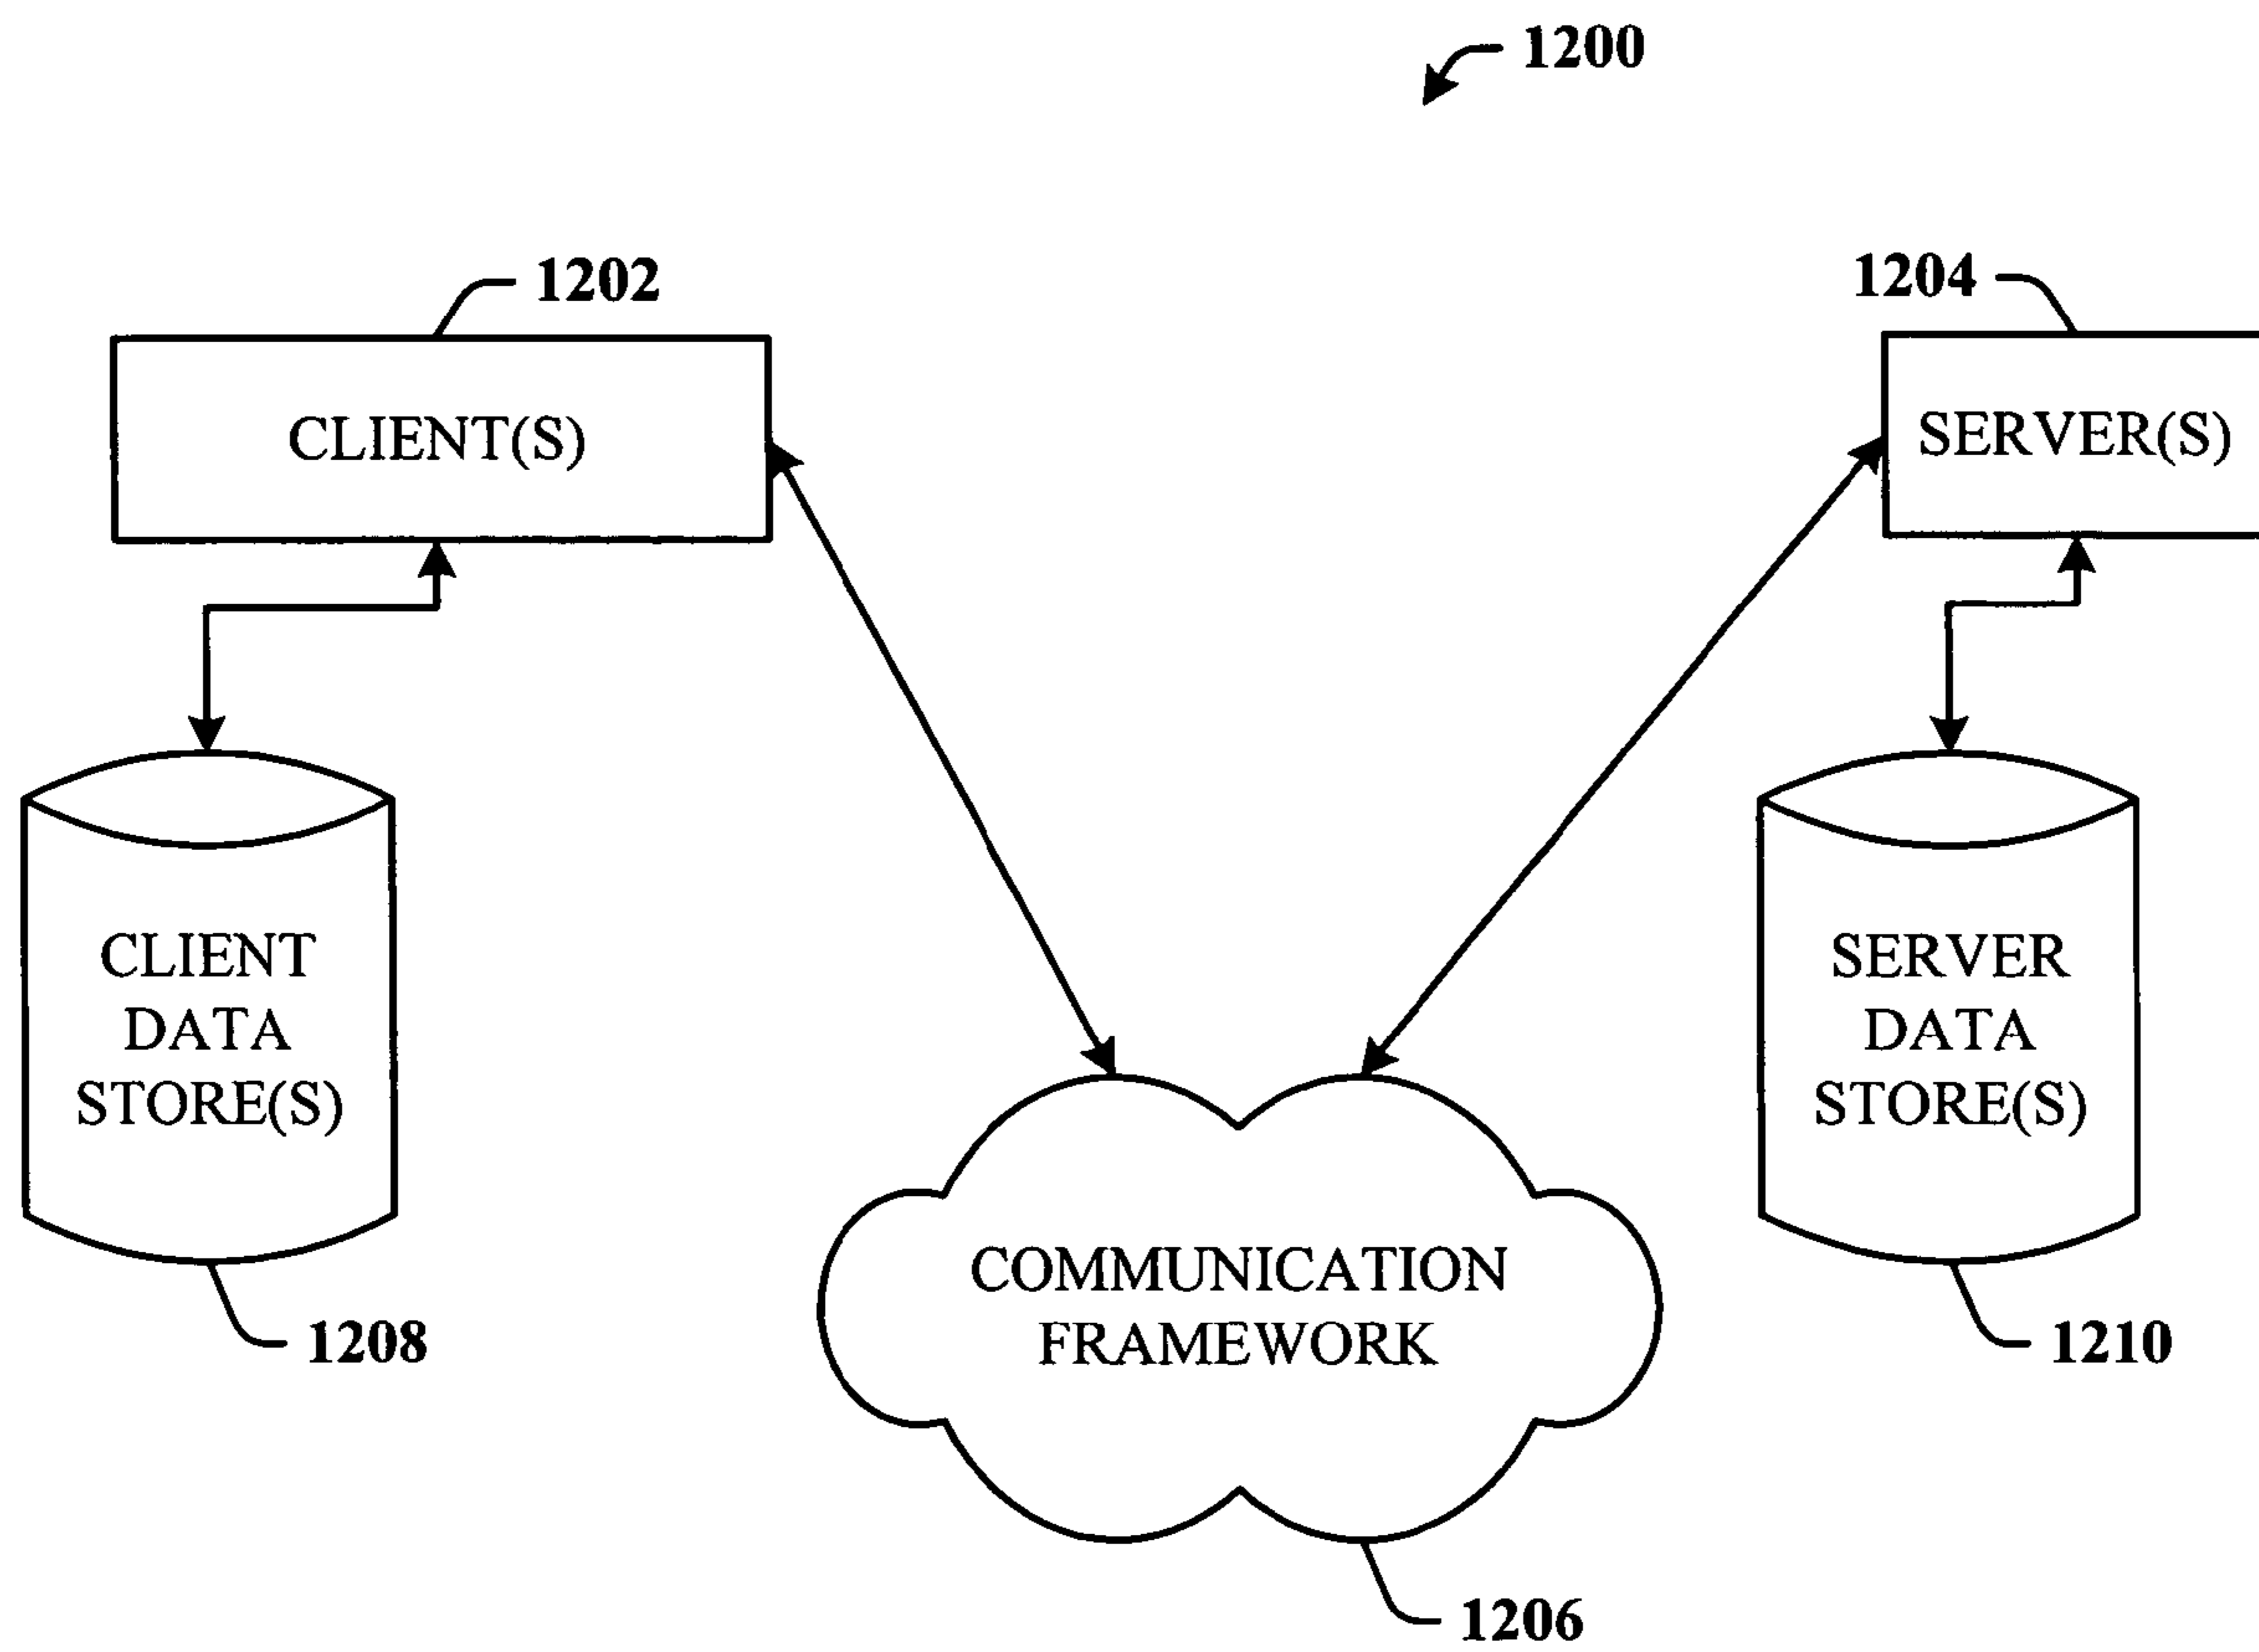 1200
1202
1204
CLIENT(S)
SERVER(S)
CLIENT
DATA
STORE(S)
SERVER
DATA
STORE(S)
COMMUNICATION
FRAMEWORK
1208
1210
1206